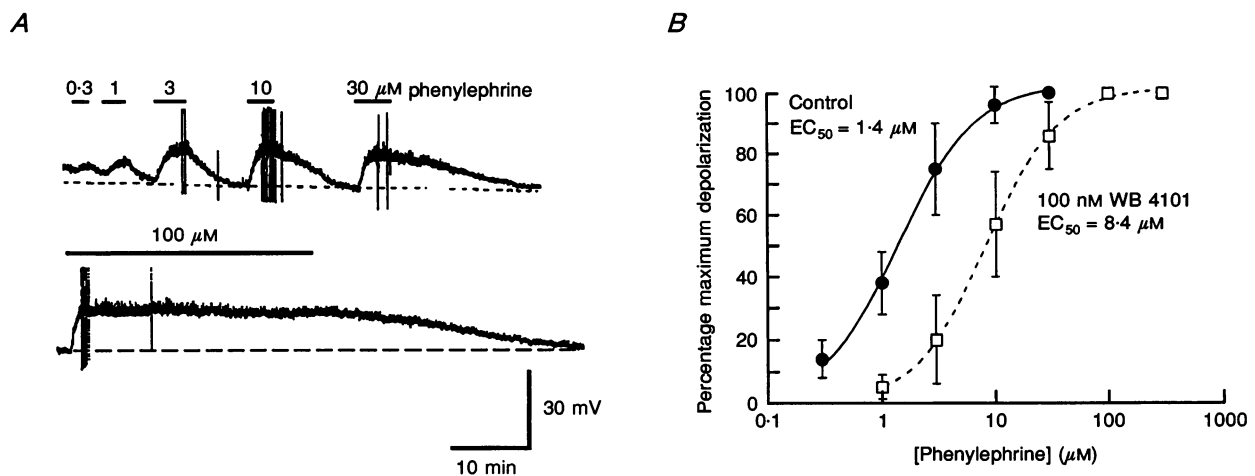 A
0·3 1 3 10 30 μM phenylephrine
100 μM
30 mV
10 min
B
Percentage maximum depolarization
100
80
60
40
20
0
Control
EC50 = 1·4 μM
100 nM WB 4101
EC50 = 8·4 μM
0·1 1 10 100 1000
[Phenylephrine] (μM)